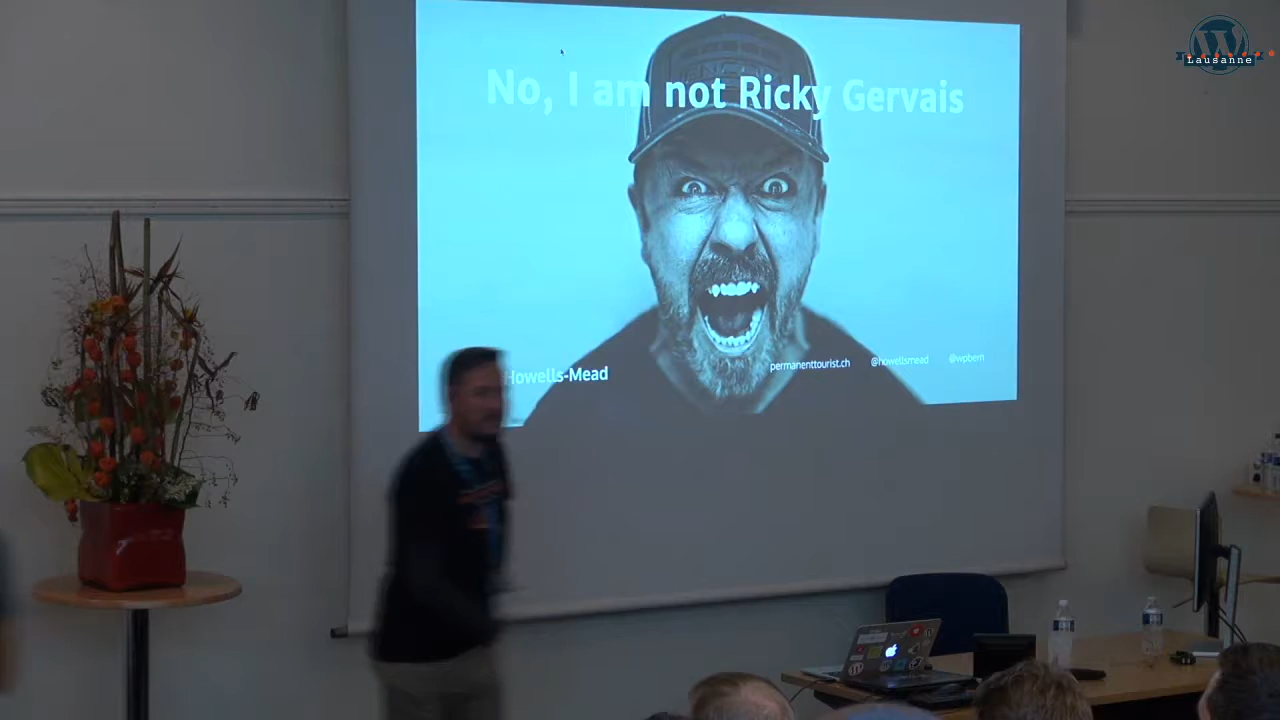 No, I am not Ricky Gervais
Howells-Mead
permanenttourist.ch @howellsmead @wpbern
Lausanne